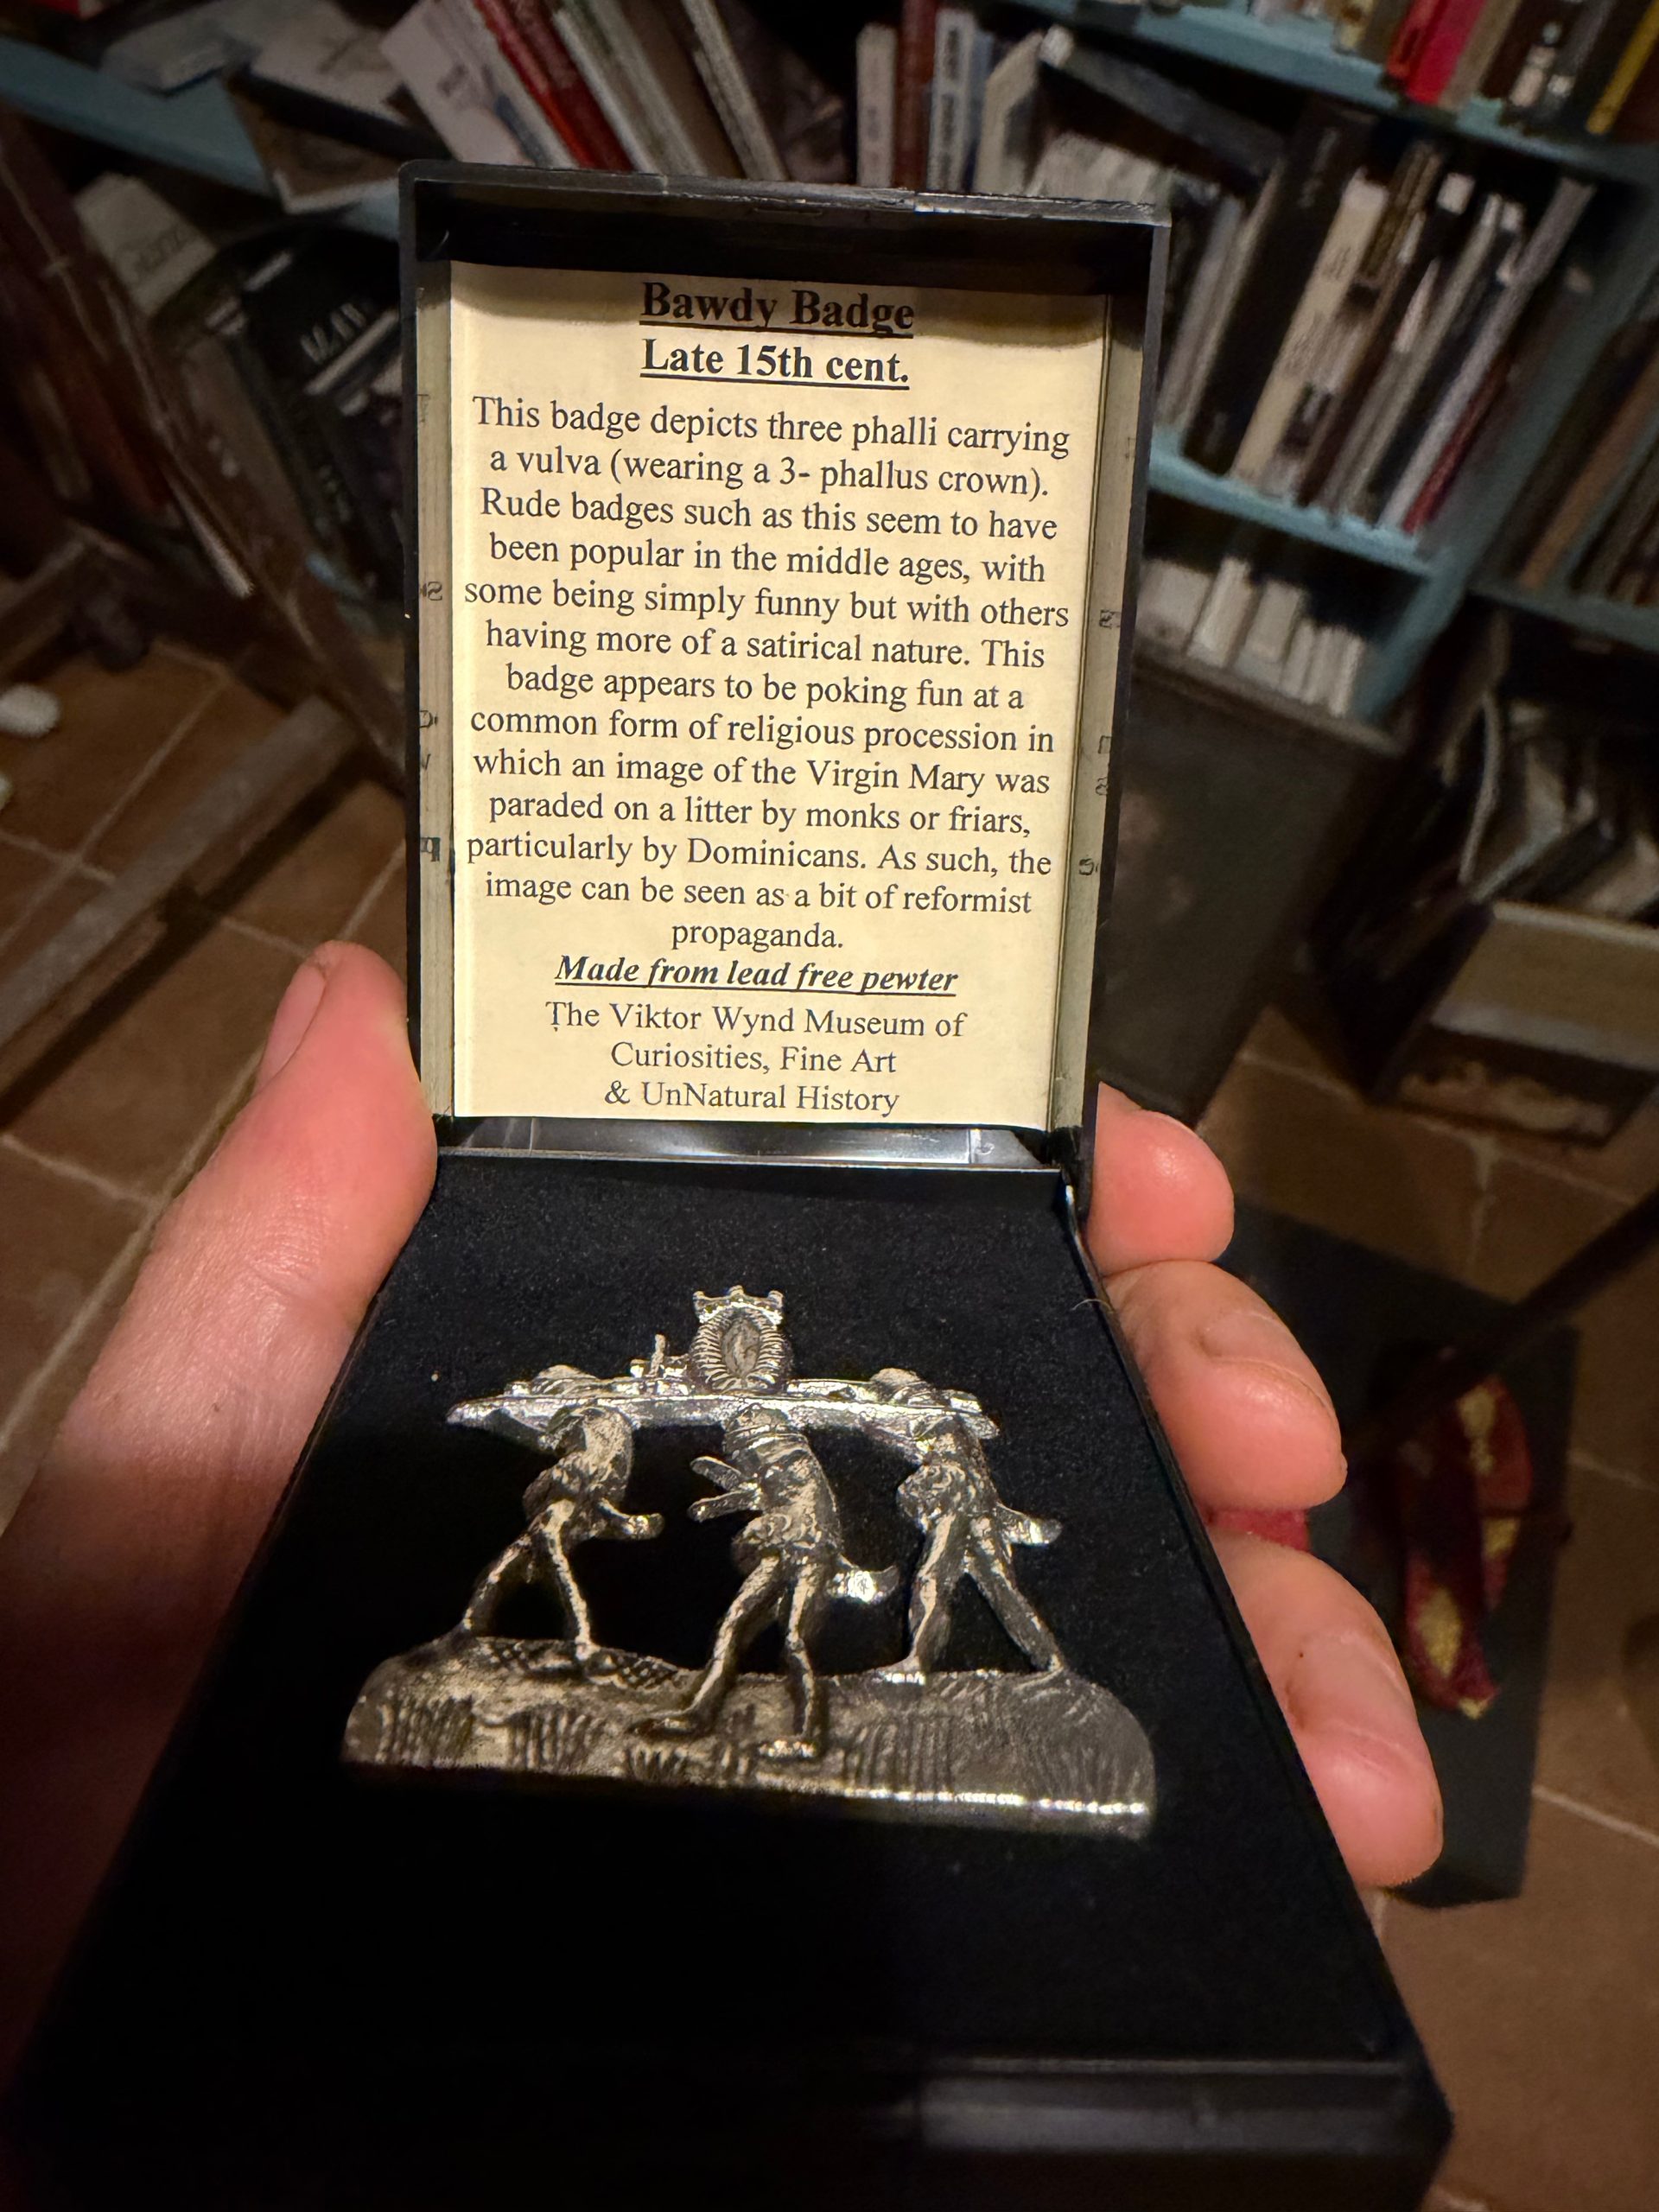 Bawdy Badge
Late 15th cent.
This badge depicts three phalli carrying
a vulva (wearing a 3- phallus crown).
Rude badges such as this seem to have
been popular in the middle ages, with
some being simply funny but with others
having more of a satirical nature. This
badge appears to be poking fun at a
common form of religious procession in
which an image of the Virgin Mary was
paraded on a litter by monks or friars,
particularly by Dominicans. As such, the
image can be seen as a bit of reformist
propaganda.
Made from lead free pewter
The Viktor Wynd Museum of
Curiosities, Fine Art
& UnNatural History